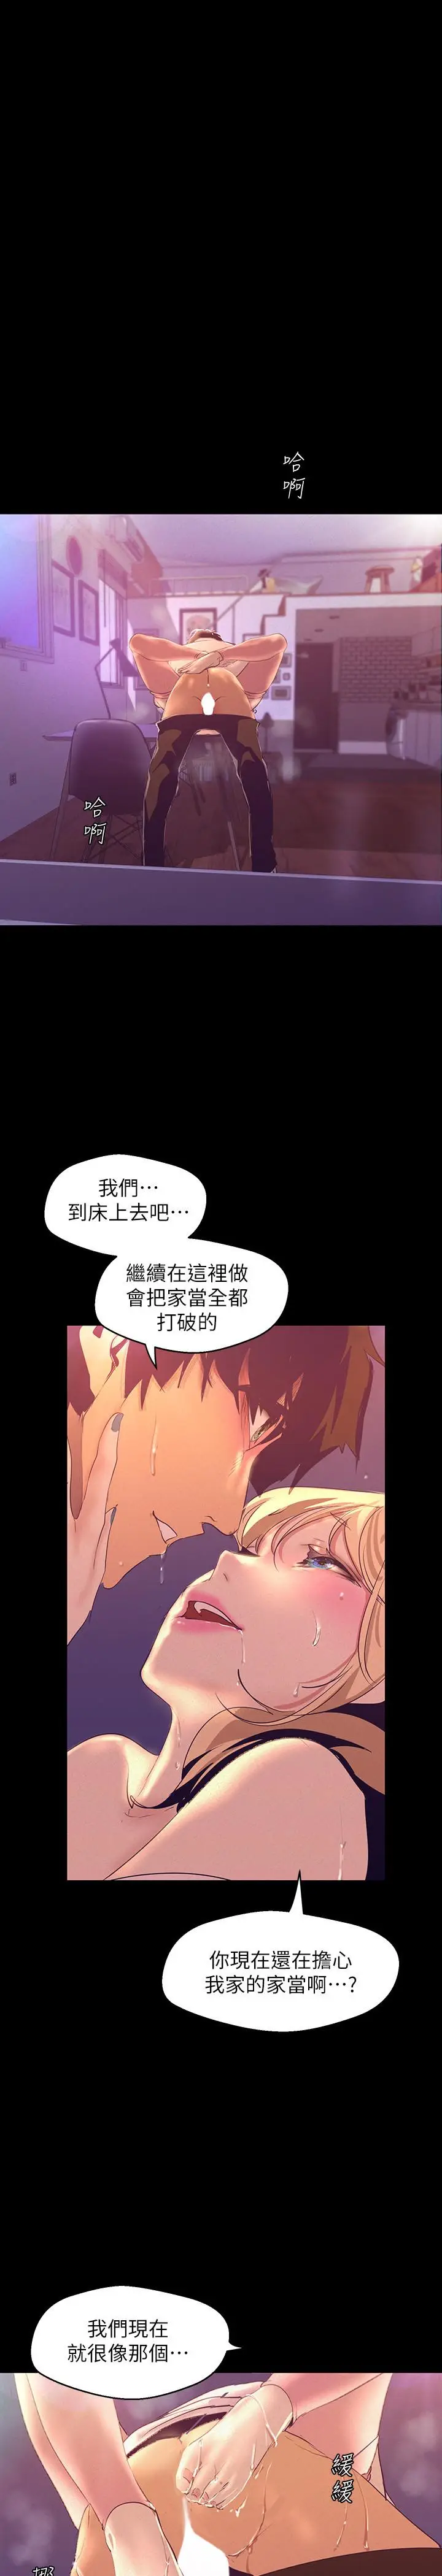 哈
啊
哈
啊
我們…
到床上去吧…
繼續在這裡做
會把家當全都
打破的
你現在還在擔心
我家的家當啊…?
我們現在
就很像那個…
緩
緩